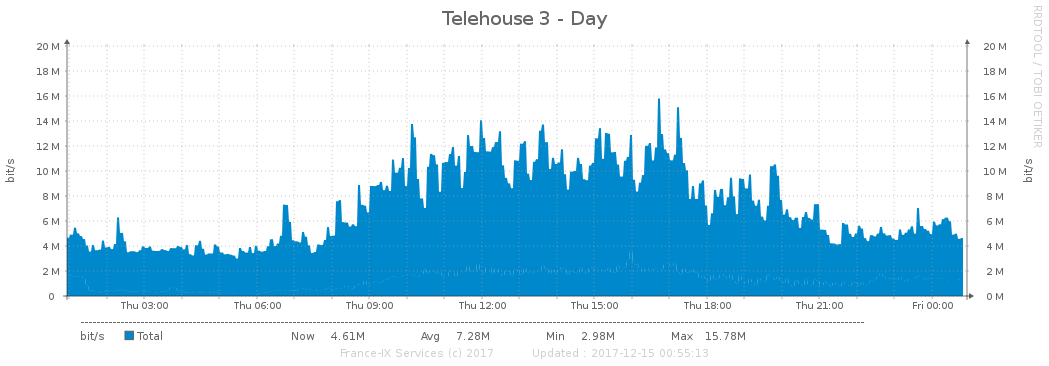 Telehouse 3 - Day
RRDTOOL / TOBI OETIKER
bit/s
20 M 20 M
18 M 18 M
16 M 16 M
14 M 14 M
12 M 12 M
10 M 10 M
8 M 8 M
6 M 6 M
4 M 4 M
2 M 2 M
0 0 M
bit/s
Thu 03:00 Thu 06:00 Thu 09:00 Thu 12:00 Thu 15:00 Thu 18:00 Thu 21:00 Fri 00:00
bit/s Total Now 4.61M Avg 7.28M Min 2.98M Max 15.78M
France-IX Services (c) 2017 Updated : 2017-12-15 00:55:13